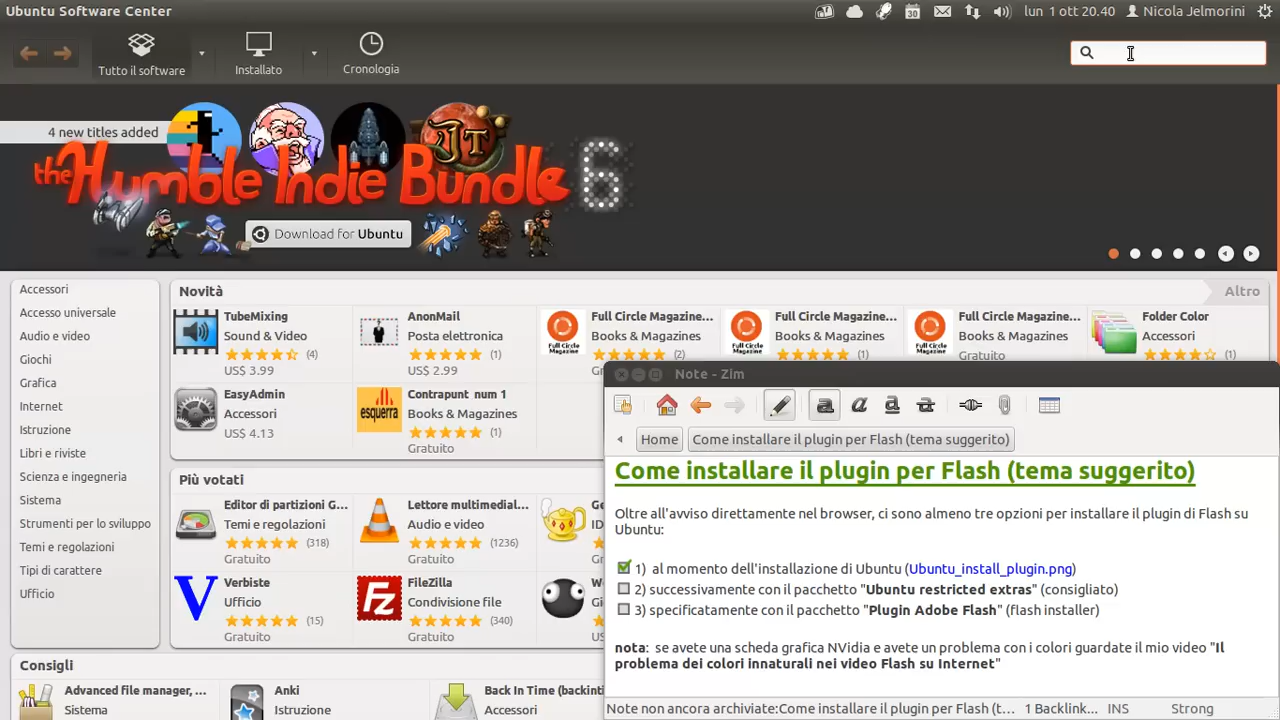 Ubuntu Software Center
lun 1 ott 20.40
Nicola Jelmorini
Tutto il software
Installato
Cronologia
4 new titles added
the Humble Indie Bundle 6
Download for Ubuntu
Accessori
Accesso universale
Audio e video
Giochi
Grafica
Internet
Istruzione
Libri e riviste
Scienza e ingegneria
Sistema
Strumenti per lo sviluppo
Temi e regolazioni
Tipi di carattere
Ufficio
Novità
Altro
TubeMixing
Sound & Video
(4)
US$ 3.99
AnonMail
Posta elettronica
(1)
US$ 2.99
Full Circle Magazine...
Books & Magazines
(2)
Full Circle Magazine...
Books & Magazines
(1)
Full Circle Magazine...
Books & Magazines
Gratuito
Folder Color
Accessori
(1)
EasyAdmin
Accessori
US$ 4.13
Contrapunt num 1
Books & Magazines
(1)
Gratuito
Più votati
Editor di partizioni G...
Temi e regolazioni
(318)
Gratuito
Lettore multimedial...
Audio e video
(1236)
Gratuito
Verbiste
Ufficio
(15)
Gratuito
FileZilla
Condivisione file
(340)
Gratuito
Consigli
Advanced file manager, ...
Sistema
Anki
Istruzione
Back In Time (backinti
Accessori
Note - Zim
Home
Come installare il plugin per Flash (tema suggerito)
Come installare il plugin per Flash (tema suggerito)
Oltre all'avviso direttamente nel browser, ci sono almeno tre opzioni per installare il plugin di Flash su
Ubuntu:
1) al momento dell'installazione di Ubuntu (Ubuntu_install_plugin.png)
2) successivamente con il pacchetto "Ubuntu restricted extras" (consigliato)
3) specificatamente con il pacchetto "Plugin Adobe Flash" (flash installer)
nota: se avete una scheda grafica NVidia e avete un problema con i colori guardate il mio video "Il
problema dei colori innaturali nei video Flash su Internet"
Note non ancora archiviate:Come installare il plugin per Flash (t...
1 Backlink...
INS
Strong